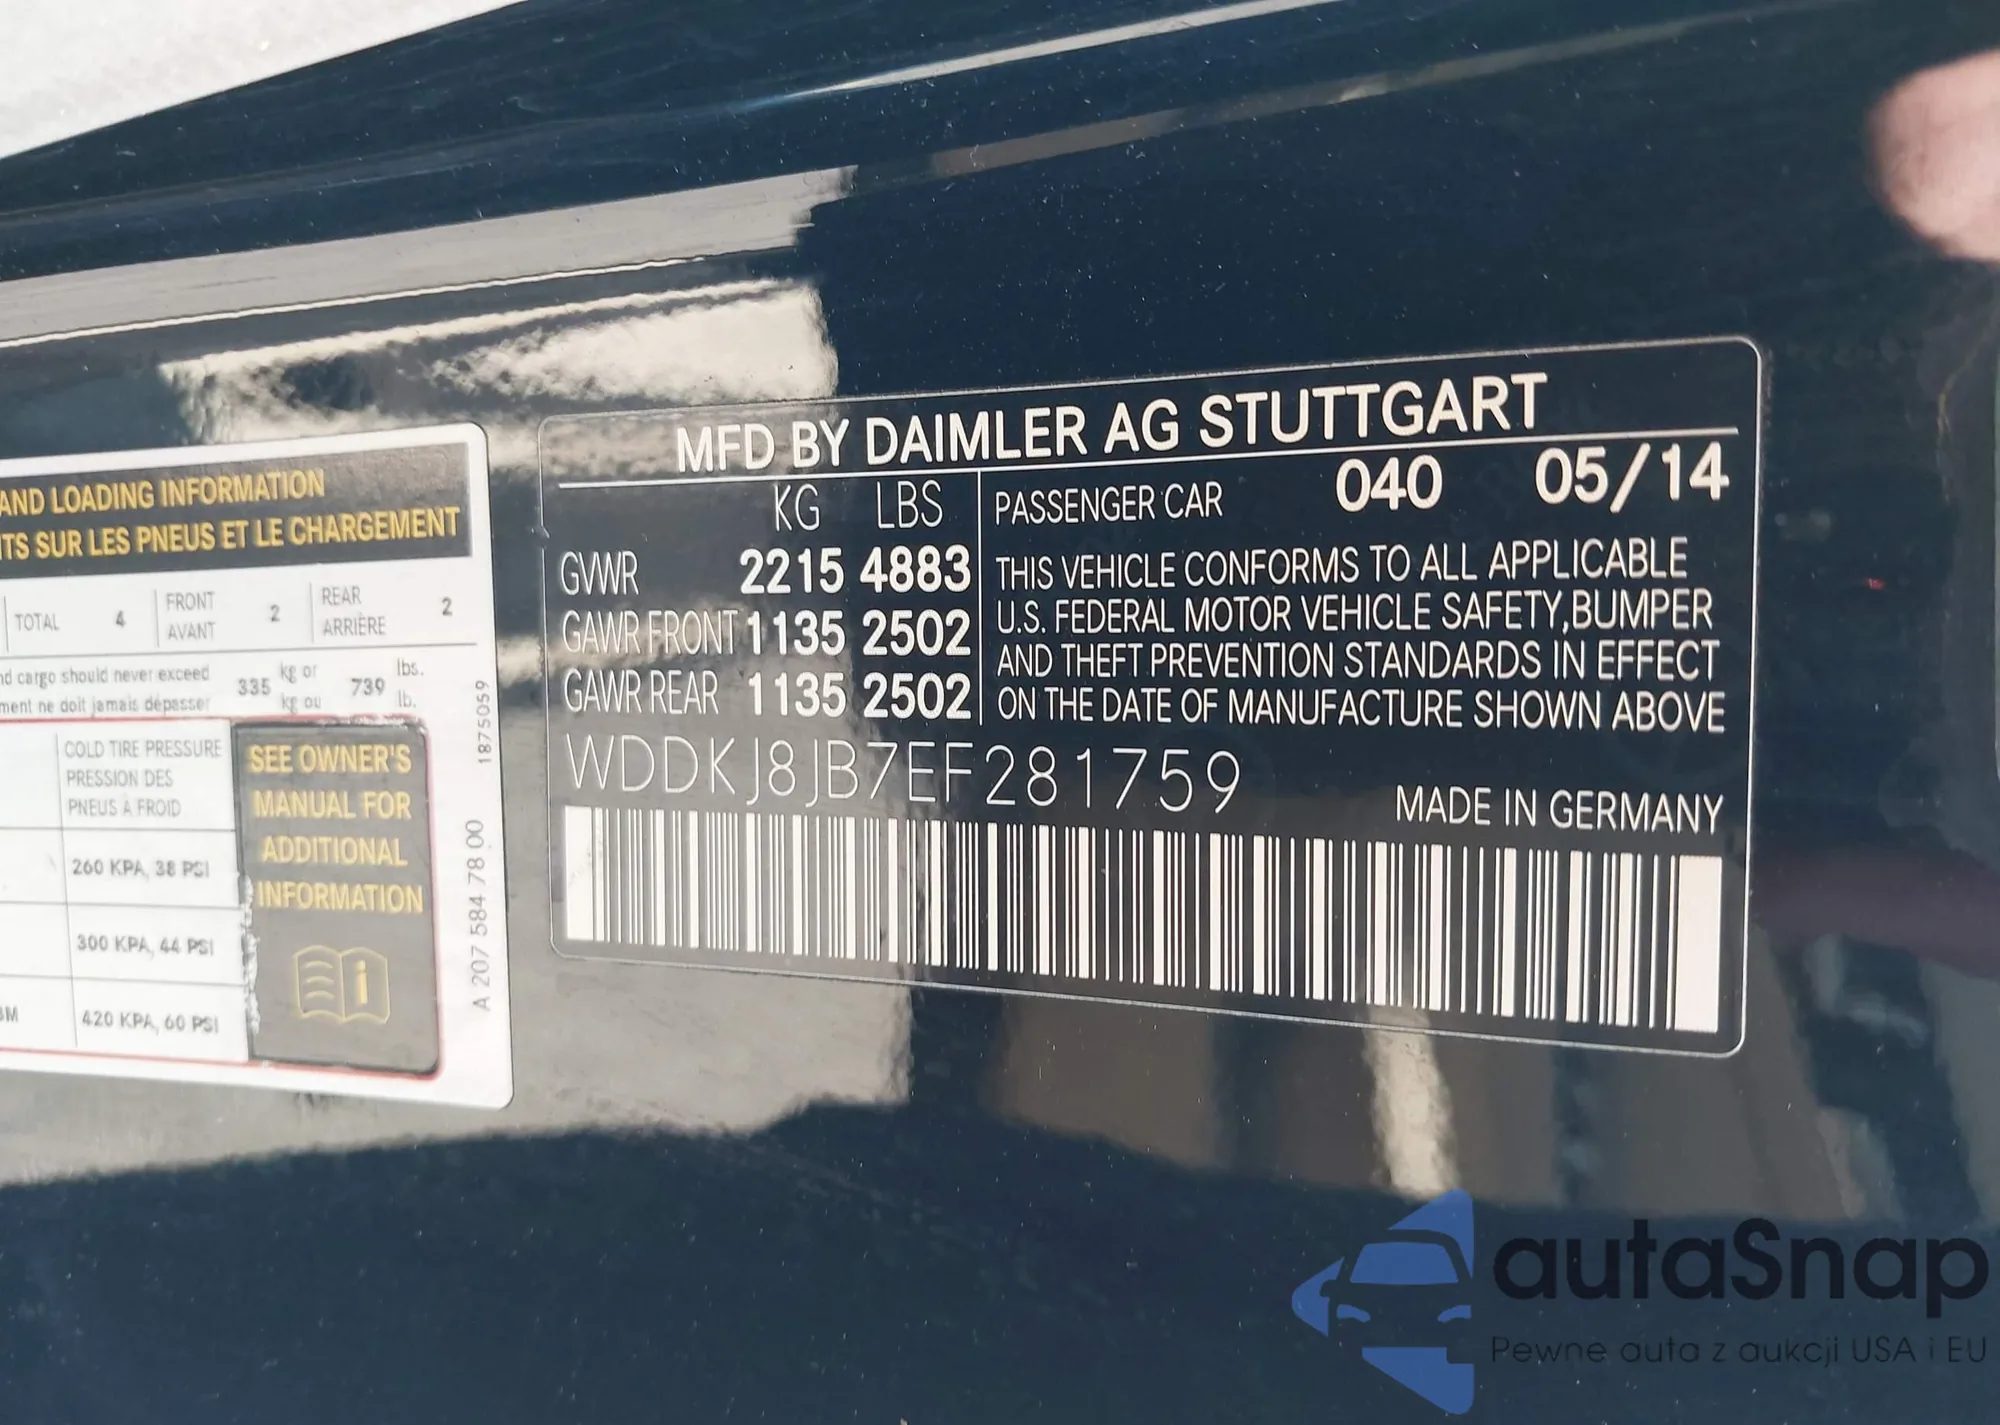 AND LOADING INFORMATION
TS SUR LES PNEUS ET LE CHARGEMENT
TOTAL 4 FRONT AVANT 2 REAR ARRIÈRE 2
cargo should never exceed 335 kg or 739 lbs.
ment ne doit jamais dépasser kg ou lb.
COLD TIRE PRESSURE
PRESSION DES
PNEUS À FROID
260 KPA, 38 PSI
300 KPA, 44 PSI
420 KPA, 60 PSI
SEE OWNER'S
MANUAL FOR
ADDITIONAL
INFORMATION
i
1875059
A 207 584 78 00
MFD BY DAIMLER AG STUTTGART
KG LBS
GVWR 2215 4883
GAWR FRONT 1135 2502
GAWR REAR 1135 2502
PASSENGER CAR 040 05/14
THIS VEHICLE CONFORMS TO ALL APPLICABLE
U.S. FEDERAL MOTOR VEHICLE SAFETY,BUMPER
AND THEFT PREVENTION STANDARDS IN EFFECT
ON THE DATE OF MANUFACTURE SHOWN ABOVE
WDDKJ8JB7EF281759
MADE IN GERMANY
autaSnap
Pewne auta z aukcji USA i EU